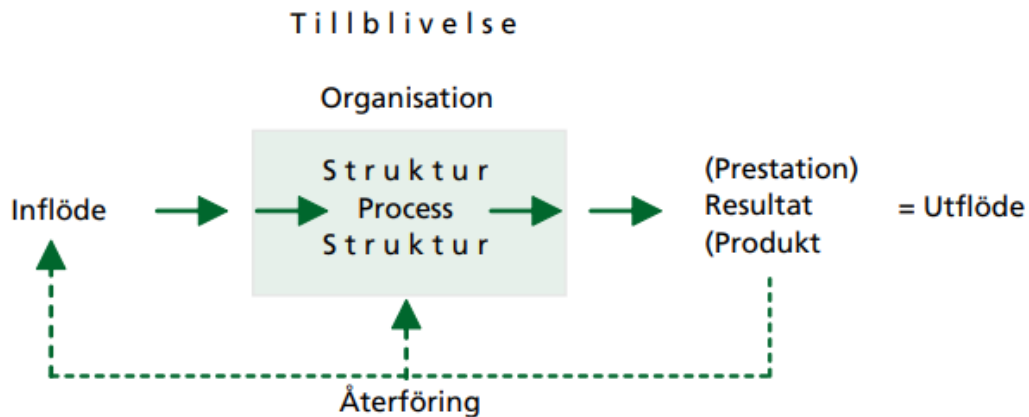 Tillblivelse
Organisation
Struktur
Inflöde
Process
Struktur
(Prestation)
Resultat
(Produkt
= Utflöde
Återföring